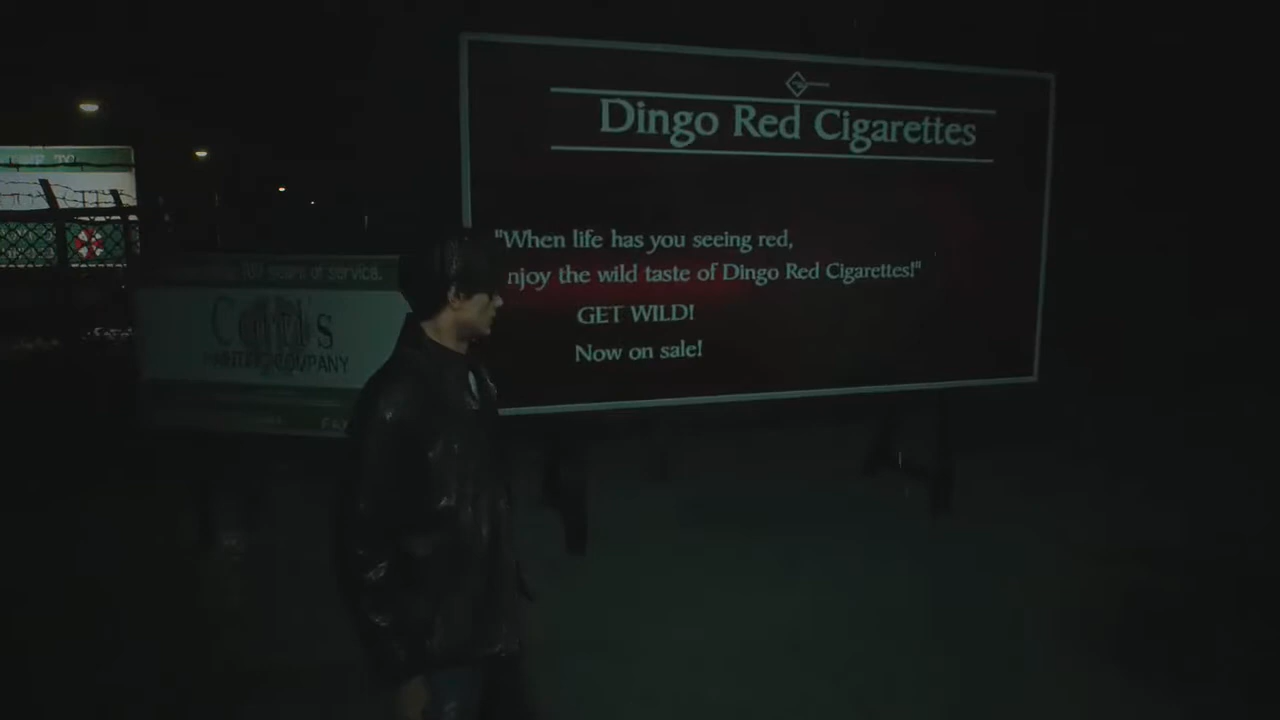 Dingo Red Cigarettes
"When life has you seeing red,
njoy the wild taste of Dingo Red Cigarettes!"
GET WILD!
Now on sale!
of service.
COMPANY